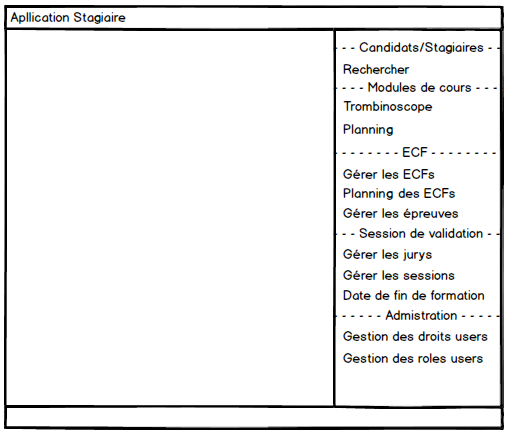 Apllication Stagiaire
- - - Candidats/Stagiaires - -
Rechercher
- - - - Modules de cours - - -
Trombinoscope
Planning
- - - - - - - - ECF - - - - - - - -
Gérer les ECFs
Planning des ECFs
Gérer les épreuves
- - - Session de validation - -
Gérer les jurys
Gérer les sessions
Date de fin de formation
- - - - - - Admistration - - - - -
Gestion des droits users
Gestion des roles users